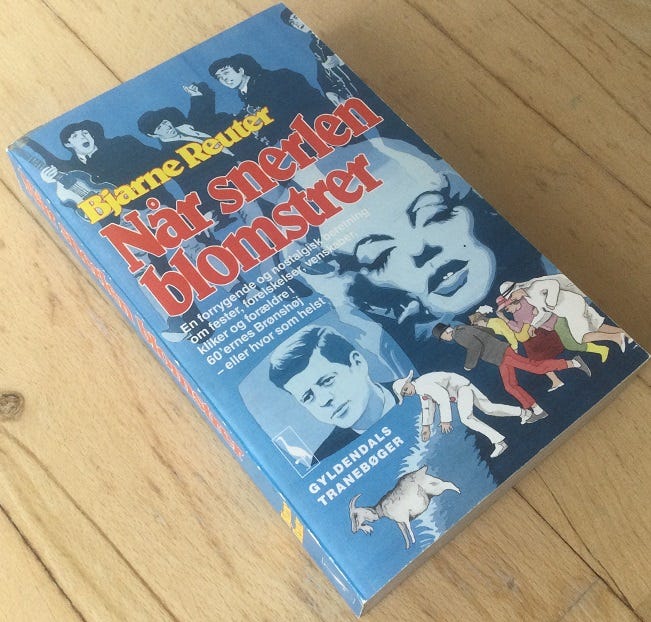 Bjarne Reuter
Når snerlen
blomstrer
En forrygende og nostalgisk beretning
om fester, forelskelser, venskaber,
kliker og forældre i
60'ernes Brønshøj
– eller hvor som helst
GYLDENDALS
TRANEBØGER